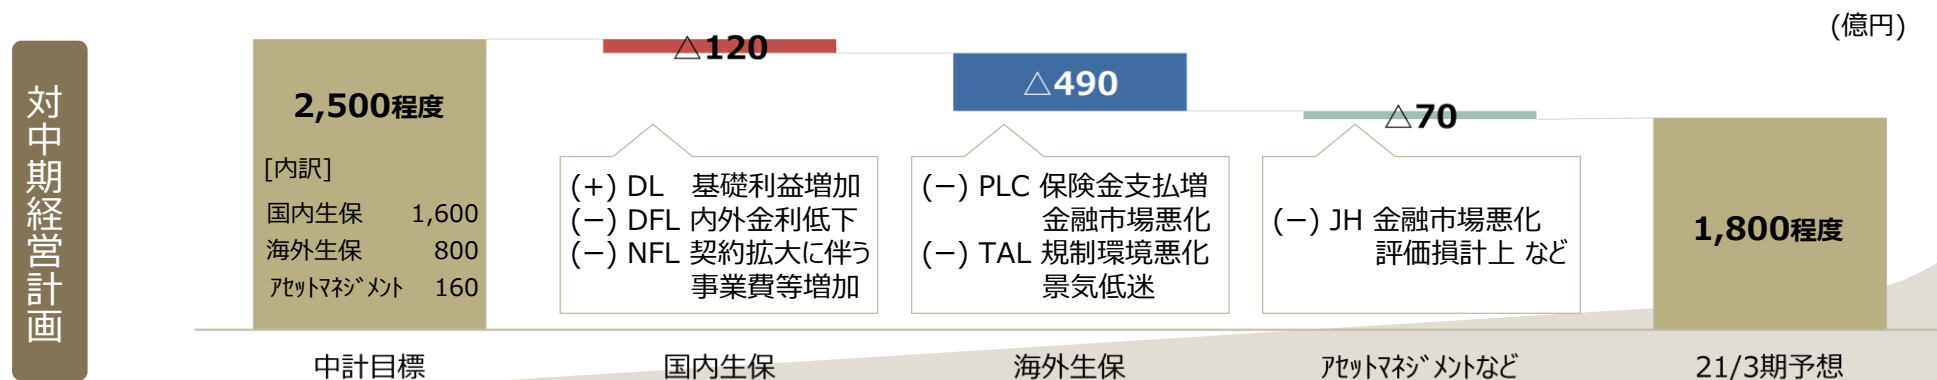 (億円)
対中期経営計画
2,500程度
[内訳]
国内生保 1,600
海外生保 800
ｱｾｯﾄﾏﾈｼﾞﾒﾝﾄ 160
△120
(+) DL 基礎利益増加
(−) DFL 内外金利低下
(−) NFL 契約拡大に伴う
事業費等増加
△490
(−) PLC 保険金支払増
金融市場悪化
(−) TAL 規制環境悪化
景気低迷
△70
(−) JH 金融市場悪化
評価損計上 など
1,800程度
中計目標
国内生保
海外生保
ｱｾｯﾄﾏﾈｼﾞﾒﾝﾄなど
21/3期予想